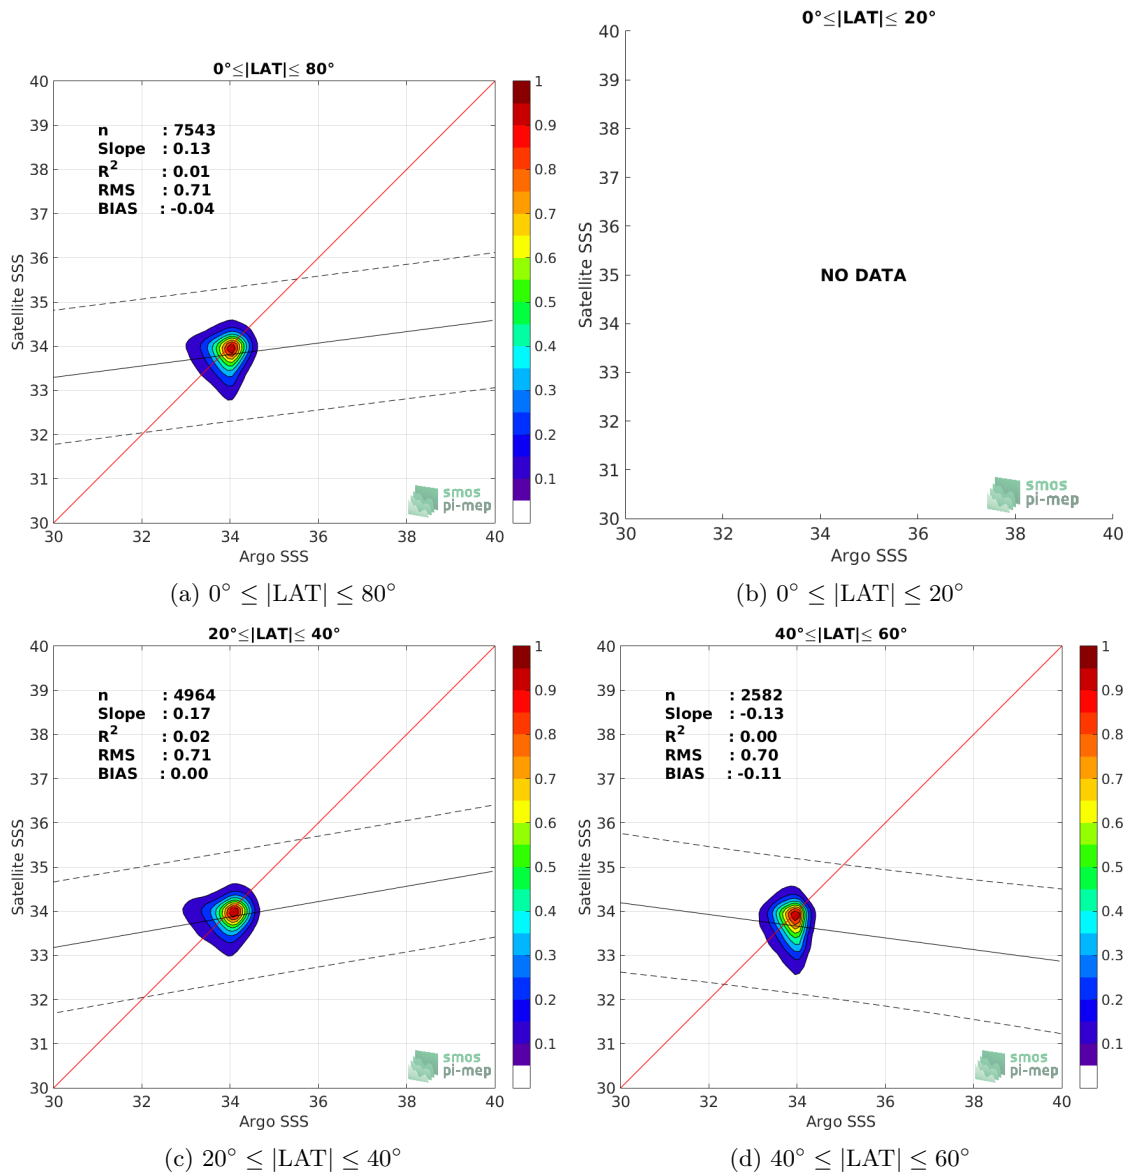 0°≤|LAT|≤ 80°
40
39
38
37
36
35
34
33
32
31
30
Satellite SSS
n : 7543
Slope : 0.13
R² : 0.01
RMS : 0.71
BIAS : -0.04
smos
pi-mep
30 32 34 36 38 40
Argo SSS
1
0.9
0.8
0.7
0.6
0.5
0.4
0.3
0.2
0.1
(a) 0° ≤ |LAT| ≤ 80°
0°≤|LAT|≤ 20°
40
39
38
37
36
35
34
33
32
31
30
Satellite SSS
NO DATA
smos
pi-mep
30 32 34 36 38 40
Argo SSS
(b) 0° ≤ |LAT| ≤ 20°
20°≤|LAT|≤ 40°
40
39
38
37
36
35
34
33
32
31
30
Satellite SSS
n : 4964
Slope : 0.17
R² : 0.02
RMS : 0.71
BIAS : 0.00
smos
pi-mep
30 32 34 36 38 40
Argo SSS
1
0.9
0.8
0.7
0.6
0.5
0.4
0.3
0.2
0.1
(c) 20° ≤ |LAT| ≤ 40°
40°≤|LAT|≤ 60°
40
39
38
37
36
35
34
33
32
31
30
Satellite SSS
n : 2582
Slope : -0.13
R² : 0.00
RMS : 0.70
BIAS : -0.11
smos
pi-mep
30 32 34 36 38 40
Argo SSS
1
0.9
0.8
0.7
0.6
0.5
0.4
0.3
0.2
0.1
(d) 40° ≤ |LAT| ≤ 60°